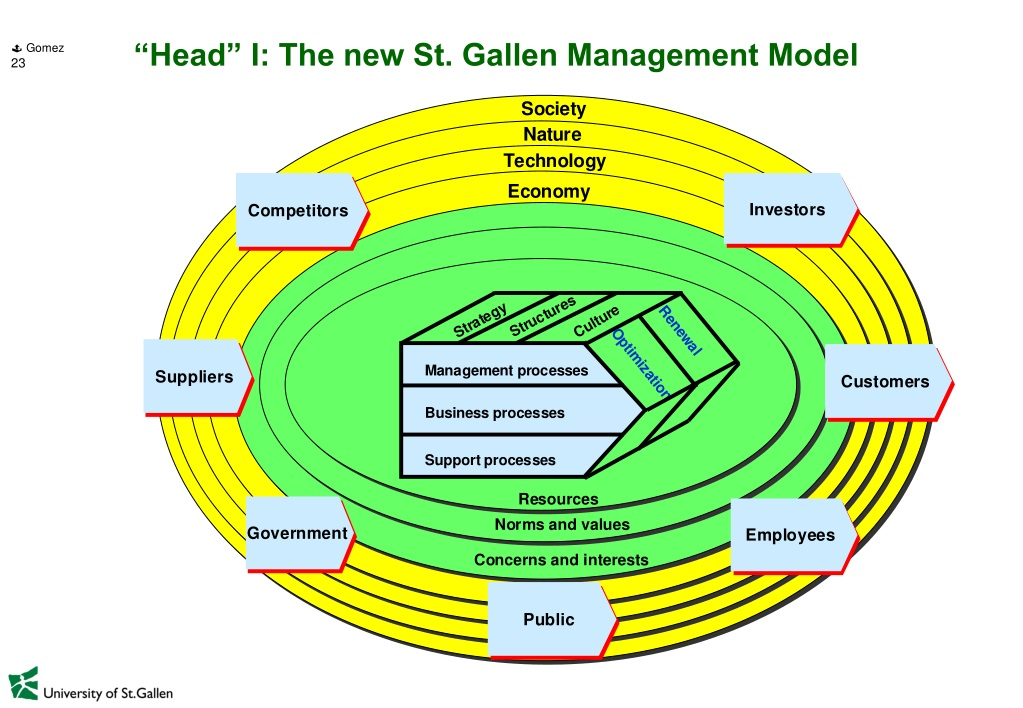 Gomez
23
“Head” I: The new St. Gallen Management Model
Society
Nature
Technology
Economy
Competitors
Investors
Strategy
Structures
Culture
Renewal
Optimization
Management processes
Suppliers
Customers
Business processes
Support processes
Resources
Norms and values
Government
Employees
Concerns and interests
Public
University of St.Gallen